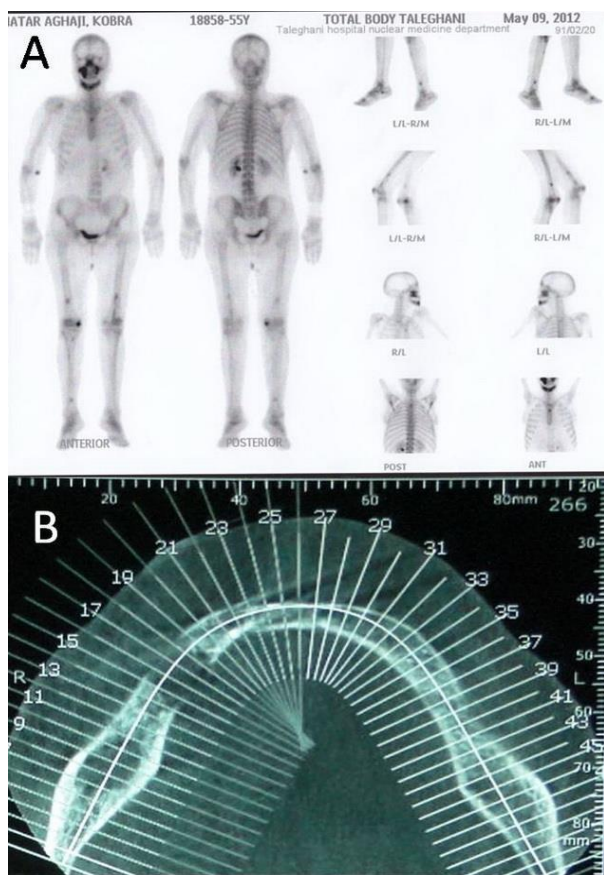 A
NATAR AGHAJI, KOBRA 18858-55Y TOTAL BODY TALEGHANI May 09, 2012
Taleghani hospital nuclear medicine department 91/02/20
L/L-R/M R/L-L/M
L/L-R/M R/L-L/M
R/L L/L
ANTERIOR POSTERIOR
POST ANT
B
20 40 60 80mm 20
266
30
40
50
60
70
80
mm
R
L
9
11
13
15
17
19
21
23
25
27
29
31
33
35
37
39
41
43
45